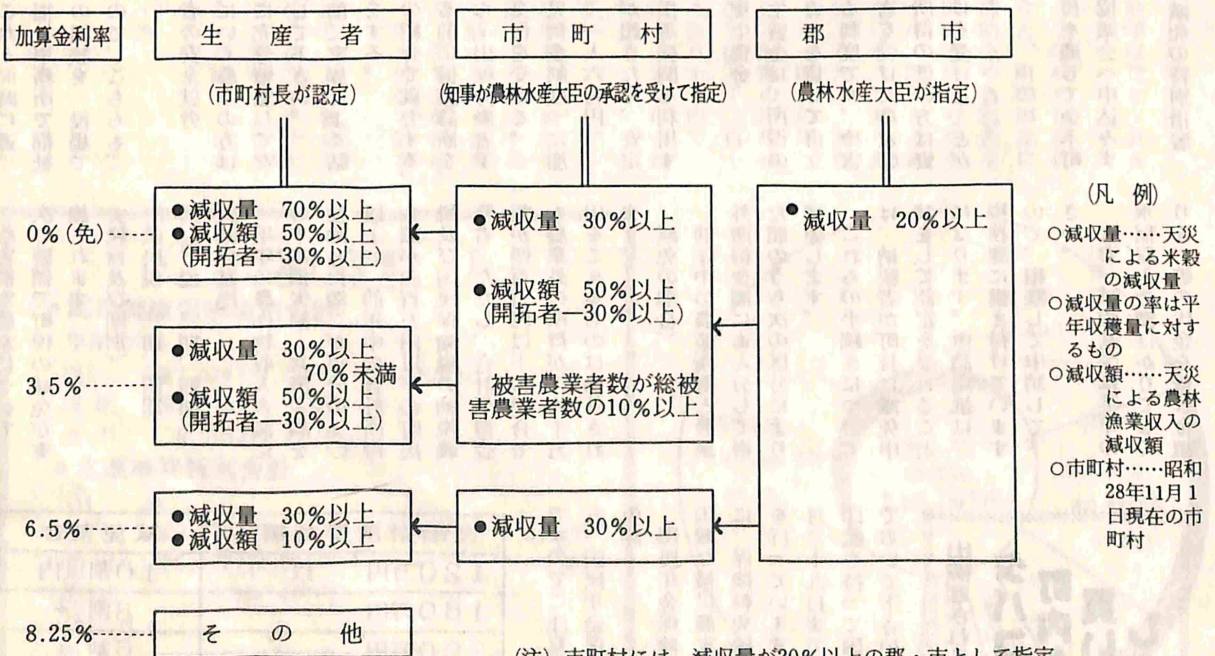 加算金利率
生産者
市町村
郡市
(市町村長が認定)
(知事が農林水産大臣の承認を受けて指定)
(農林水産大臣が指定)
0%(免)
●減収量 70%以上
●減収額 50%以上
(開拓者―30%以上)
3.5%
●減収量 30%以上
70%未満
●減収額 50%以上
(開拓者―30%以上)
6.5%
●減収量 30%以上
●減収額 10%以上
8.25%
その他
●減収量 30%以上
●減収額 50%以上
(開拓者―30%以上)
被害農業者数が総被
害農業者数の10%以上
●減収量 30%以上
●減収量 20%以上
(凡 例)
○減収量……天災
による米穀
の減収量
○減収量の率は平
年収穫量に対す
るもの
○減収額……天災
による農林
漁業収入の
減収額
○市町村……昭和
28年11月1
日現在の市
町村
(注) 市町村には、減収量が20%以上の郡・市として指定